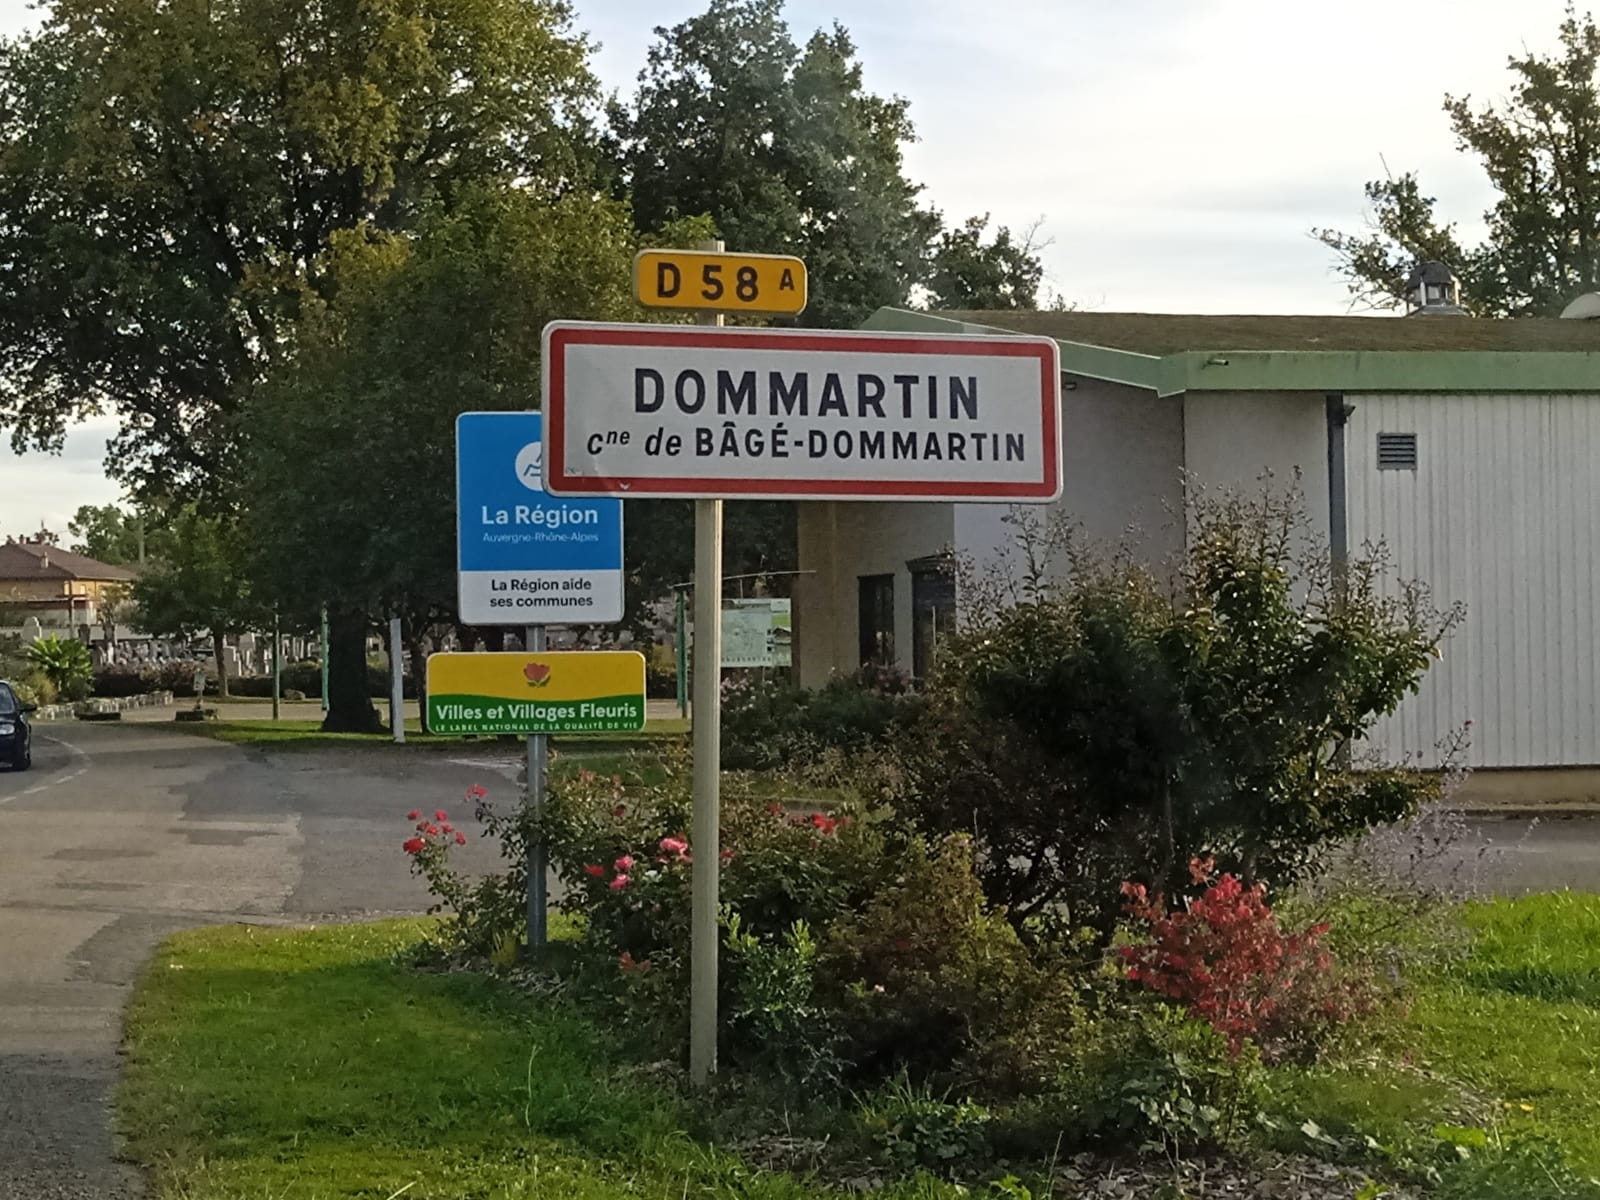 D 58 A
DOMMARTIN
cne de BÂGÉ-DOMMARTIN
La Région
Auvergne-Rhône-Alpes
La Région aide
ses communes
Villes et Villages Fleuris
LE LABEL NATIONAL DE LA QUALITÉ DE VIE